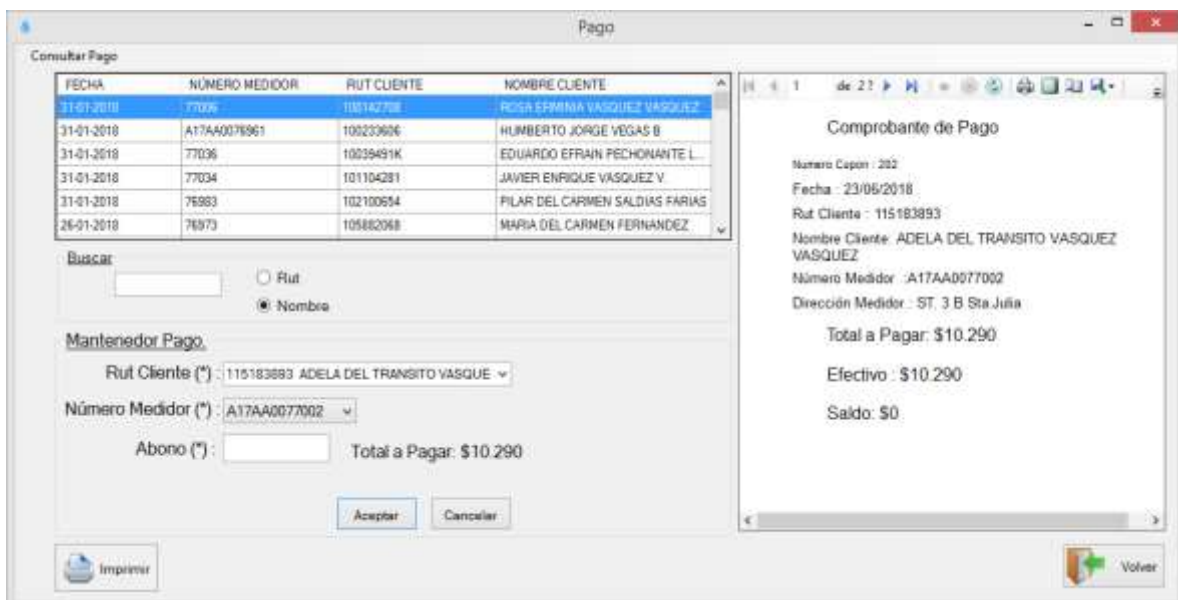 Pago
Consultar Pago
FECHA NÚMERO MEDIDOR RUT CLIENTE NOMBRE CLIENTE
31-01-2018 77006 100142708 ROSA ERMINIA VASQUEZ VASQUEZ
31-01-2018 A17AA0076961 100233606 HUMBERTO JORGE VEGAS B
31-01-2018 77036 10039491K EDUARDO EFRAIN PECHONANTE L...
31-01-2018 77034 101104281 JAVIER ENRIQUE VASQUEZ V.
31-01-2018 76983 102100654 PILAR DEL CARMEN SALDIAS FARIAS
26-01-2018 76973 105882068 MARIA DEL CARMEN FERNANDEZ
Buscar
Rut
Nombre
Mantenedor Pago.
Rut Cliente (*) : 115183893 ADELA DEL TRANSITO VASQUE
Número Medidor (*) : A17AA0077002
Abono (*) :
Total a Pagar: $10.290
Aceptar Cancelar
Imprimir
1 de 2?
Comprobante de Pago
Numero Cupon : 202
Fecha : 23/06/2018
Rut Cliente : 115183893
Nombre Cliente: ADELA DEL TRANSITO VASQUEZ
VASQUEZ
Número Medidor :A17AA0077002
Dirección Medidor : ST. 3 B Sta.Julia
Total a Pagar: $10.290
Efectivo : $10.290
Saldo: $0
Volver